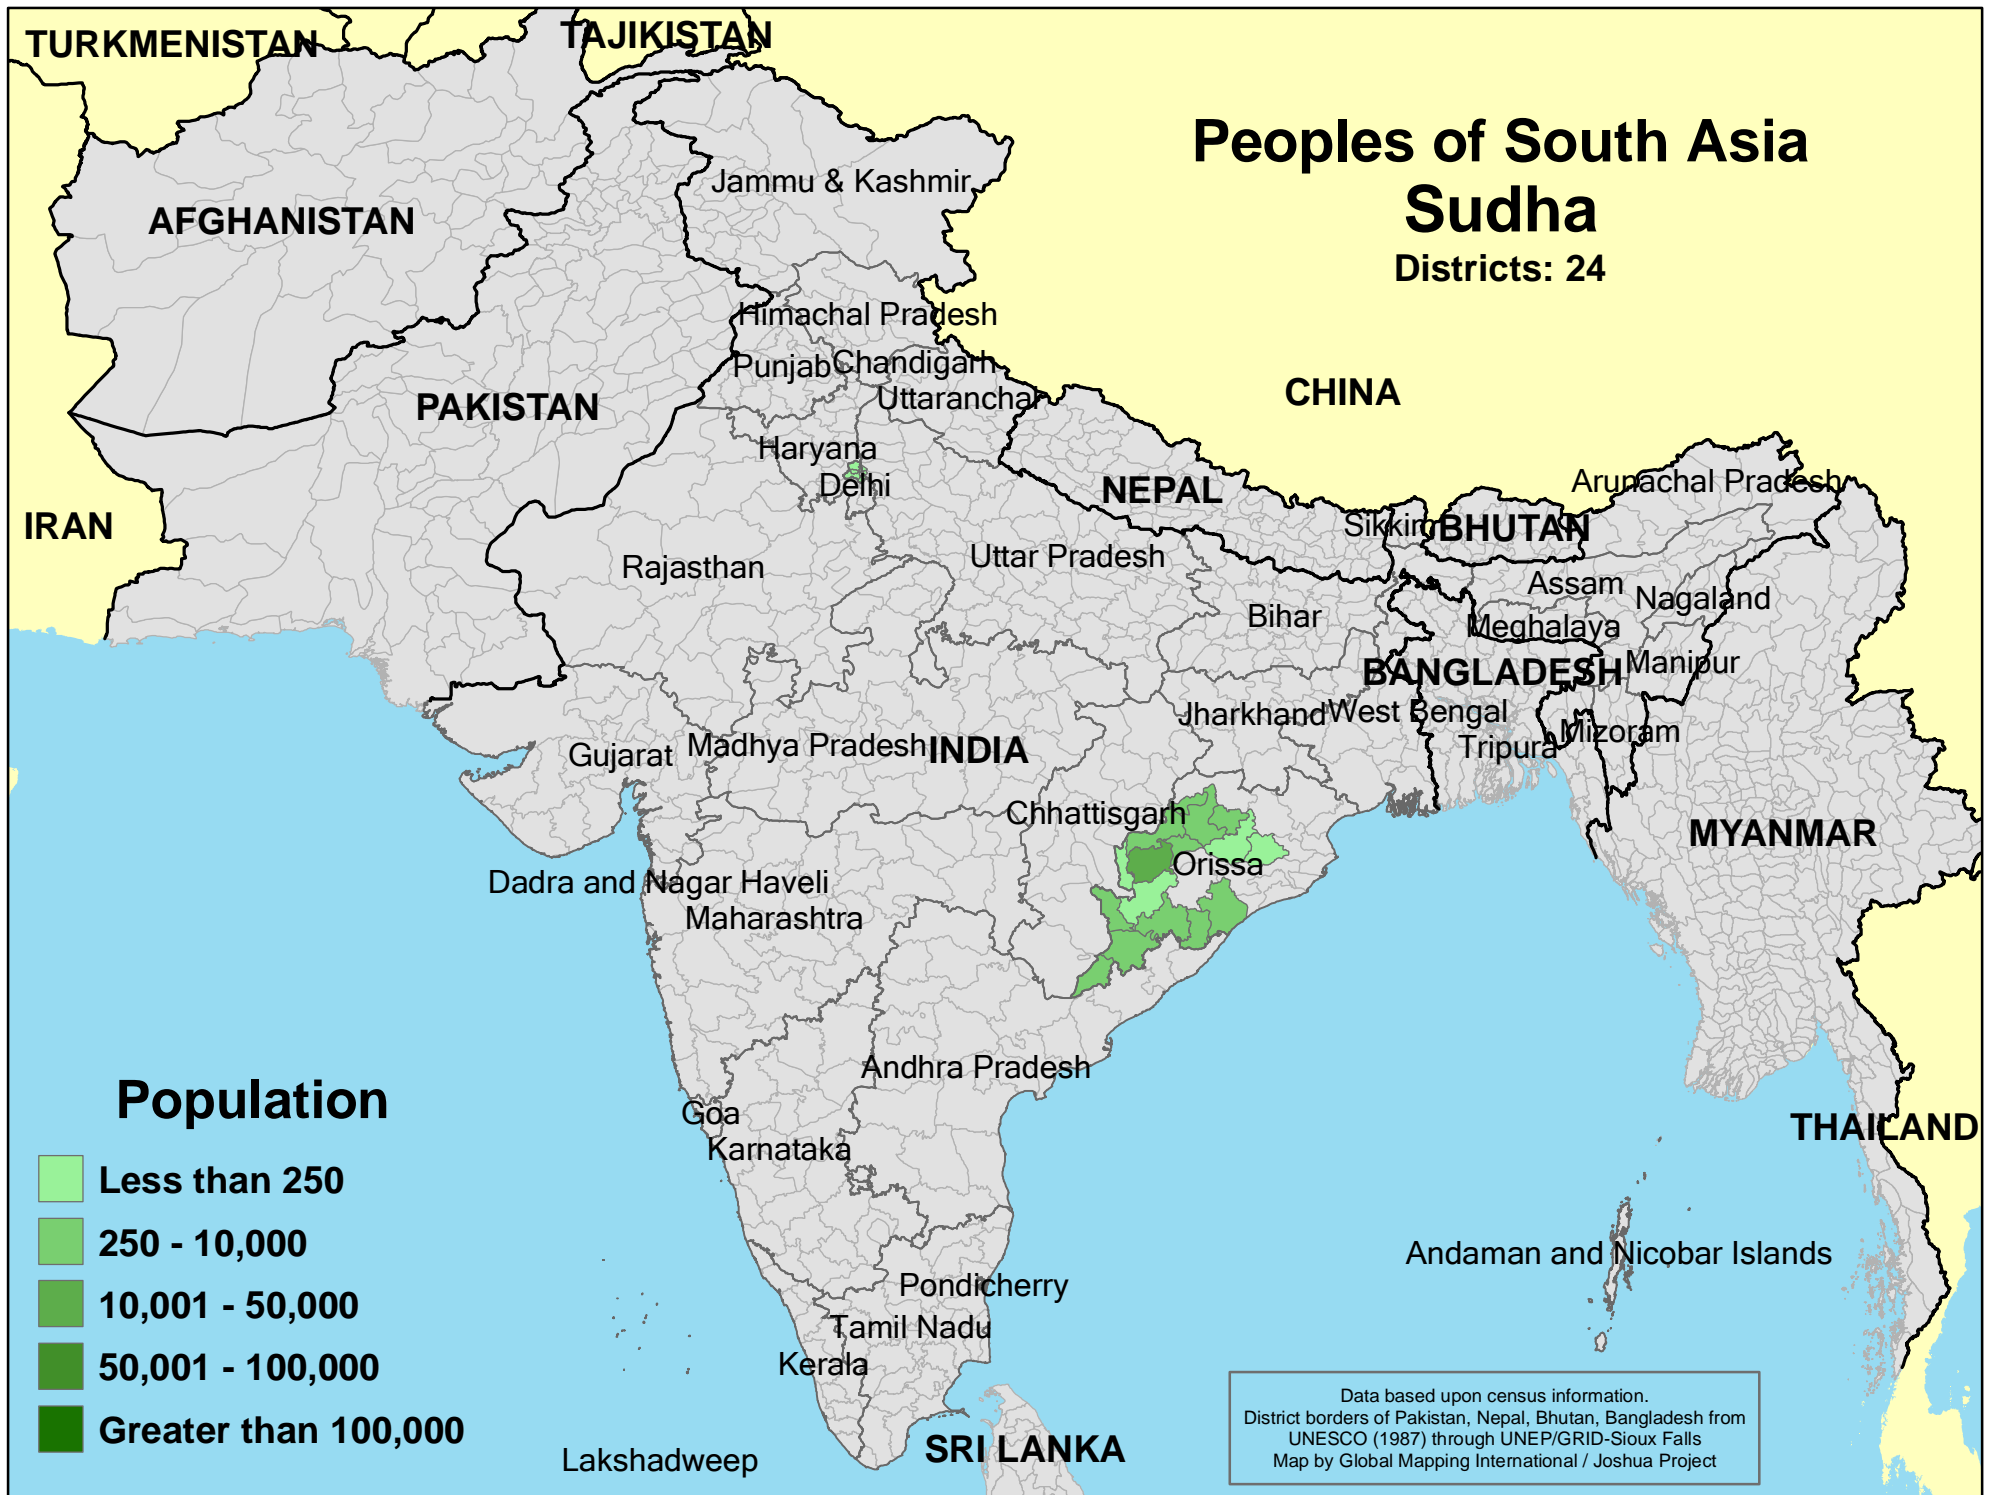 TURKMENISTAN
TAJIKISTAN
Peoples of South Asia
Sudha
Districts: 24
Jammu & Kashmir
AFGHANISTAN
Himachal Pradesh
Punjab
Chandigarh
CHINA
Uttaranchal
PAKISTAN
Haryana
Delhi
NEPAL
Arunachal Pradesh
IRAN
Sikkim
BHUTAN
Rajasthan
Uttar Pradesh
Assam
Nagaland
Bihar
Meghalaya
BANGLADESH
Manipur
Jharkhand
West Bengal
Mizoram
Gujarat
Madhya Pradesh
INDIA
Tripura
Chhattisgarh
MYANMAR
Orissa
Dadra and Nagar Haveli
Maharashtra
Andhra Pradesh
Population
Goa
THAILAND
Karnataka
Less than 250
250 - 10,000
Andaman and Nicobar Islands
Pondicherry
10,001 - 50,000
Tamil Nadu
Kerala
50,001 - 100,000
Greater than 100,000
Lakshadweep
SRI LANKA
Data based upon census information.
District borders of Pakistan, Nepal, Bhutan, Bangladesh from
UNESCO (1987) through UNEP/GRID-Sioux Falls
Map by Global Mapping International / Joshua Project